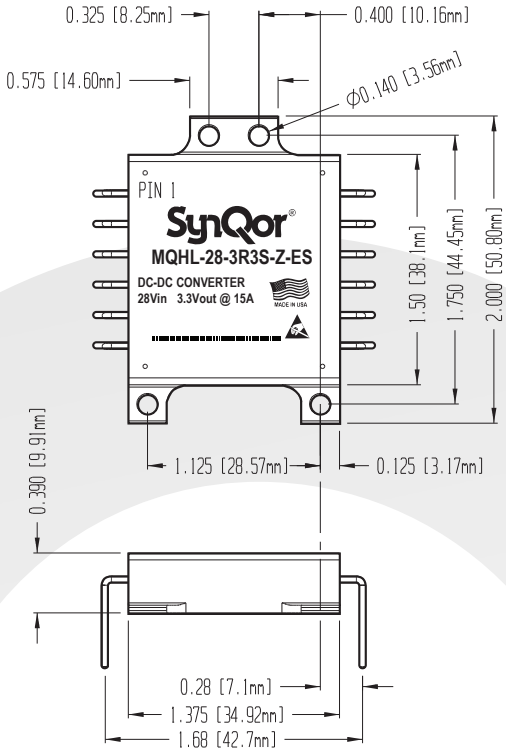 0.325 [8.25mm]
0.400 [10.16mm]
0.575 [14.60mm]
Ø0.140 [3.56mm]
PIN 1
SynQor®
MQHL-28-3R3S-Z-ES
DC-DC CONVERTER
28Vin 3.3Vout @ 15A
MADE IN USA
1.50 [38.1mm]
1.750 [44.45mm]
2.000 [50.80mm]
1.125 [28.57mm]
0.125 [3.17mm]
0.390 [9.91mm]
0.28 [7.1mm]
1.375 [34.92mm]
1.68 [42.7mm]